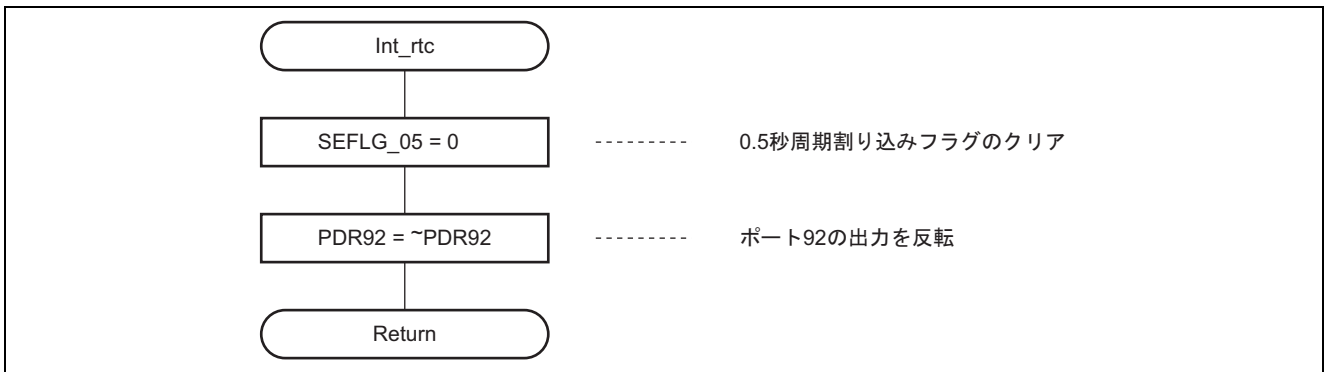 Int_rtc
SEFLG_05 = 0 --------- 0.5秒周期割り込みフラグのクリア
PDR92 = ~PDR92 --------- ポート92の出力を反転
Return